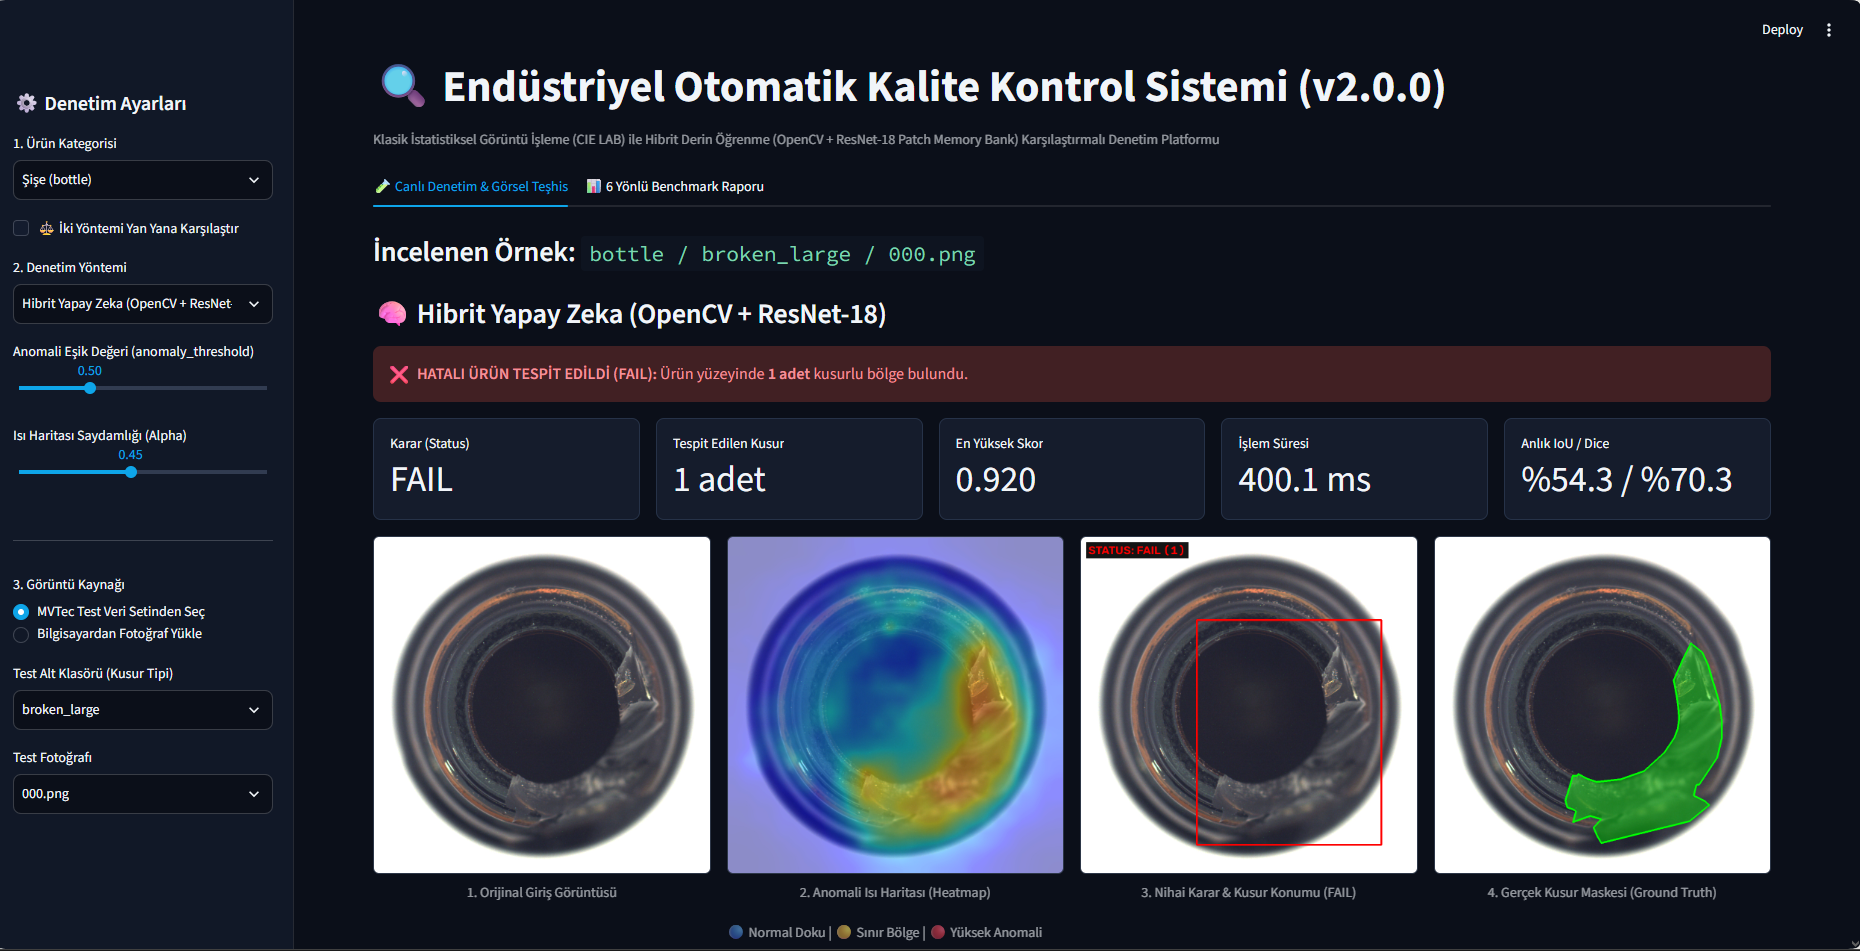 Deploy
Denetim Ayarları
1. Ürün Kategorisi
Şişe (bottle)
İki Yöntemi Yan Yana Karşılaştır
2. Denetim Yöntemi
Hibrit Yapay Zeka (OpenCV + ResNet-
Anomali Eşik Değeri (anomaly_threshold)
0.50
Isı Haritası Saydamlığı (Alpha)
0.45
3. Görüntü Kaynağı
MVTec Test Veri Setinden Seç
Bilgisayardan Fotoğraf Yükle
Test Alt Klasörü (Kusur Tipi)
broken_large
Test Fotoğrafı
000.png
Endüstriyel Otomatik Kalite Kontrol Sistemi (v2.0.0)
Klasik İstatistiksel Görüntü İşleme (CIE LAB) ile Hibrit Derin Öğrenme (OpenCV + ResNet-18 Patch Memory Bank) Karşılaştırmalı Denetim Platformu
Canlı Denetim & Görsel Teşhis
6 Yönlü Benchmark Raporu
İncelenen Örnek: bottle / broken_large / 000.png
Hibrit Yapay Zeka (OpenCV + ResNet-18)
HATALI ÜRÜN TESPİT EDİLDİ (FAIL): Ürün yüzeyinde 1 adet kusurlu bölge bulundu.
Karar (Status)
FAIL
Tespit Edilen Kusur
1 adet
En Yüksek Skor
0.920
İşlem Süresi
400.1 ms
Anlık IoU / Dice
%54.3 / %70.3
STATUS: FAIL (1)
1. Orijinal Giriş Görüntüsü
2. Anomali Isı Haritası (Heatmap)
3. Nihai Karar & Kusur Konumu (FAIL)
4. Gerçek Kusur Maskesi (Ground Truth)
Normal Doku | Sınır Bölge | Yüksek Anomali